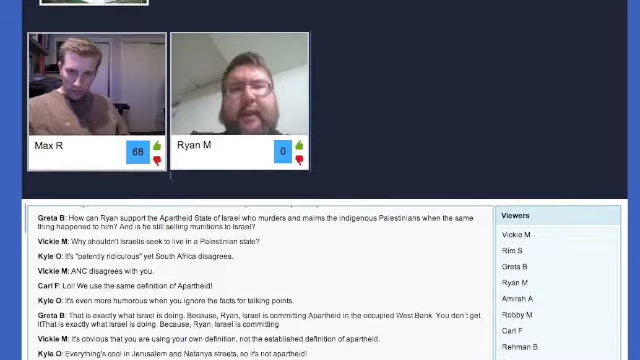 Max R
68
Ryan M
0
Greta B: How can Ryan support the Apartheid State of Israel who murders and maims the indigenous Palestinians when the same
thing happened to him? And is he still selling munitions to Israel?
Vickie M: Why shouldn't Israelis seek to live in a Palestinian state?
Kyle O: It's "patently ridiculous" yet South Africa disagrees.
Vickie M: ANC disagrees with you.
Carl F: Lol! We use the same definition of Apartheid!
Kyle O: It's even more humorous when you ignore the facts for talking points.
Greta B: That is exactly what Israel is doing. Because, Ryan, Israel is committing Apartheid in the occupied West Bank. You don't get
itThat is exactly what Israel is doing. Because, Ryan, Israel is committing
Vickie M: It's obvious that you are using your own definition, not the established definition of apartheid.
Kyle O: Everything's cool in Jerusalem and Netanya streets, so it's not apartheid!
Viewers
Vickie M
Rim S
Greta B
Ryan M
Amirah A
Robby M
Carl F
Rehman B